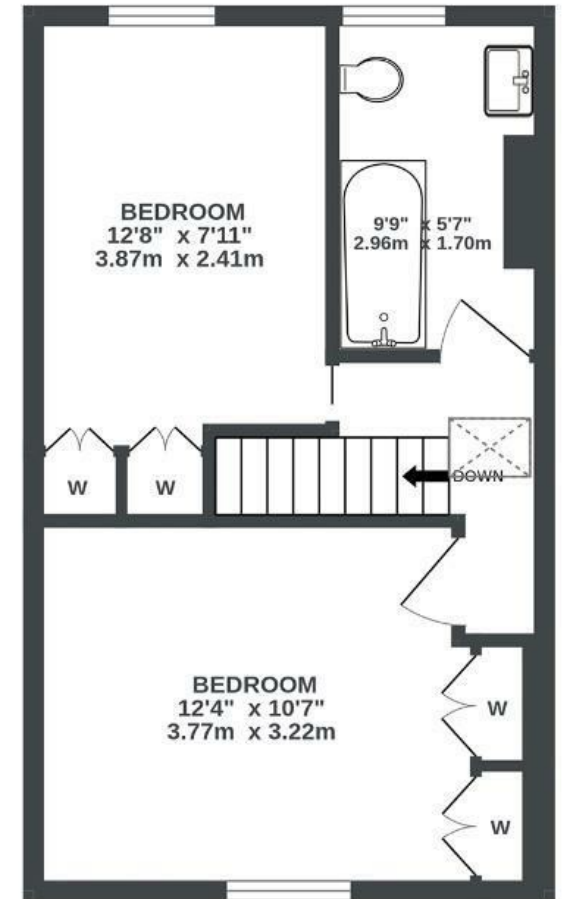 BEDROOM
12'8" x 7'11"
3.87m x 2.41m
9'9" x 5'7"
2.96m x 1.70m
W
W
DOWN
BEDROOM
12'4" x 10'7"
3.77m x 3.22m
W
W